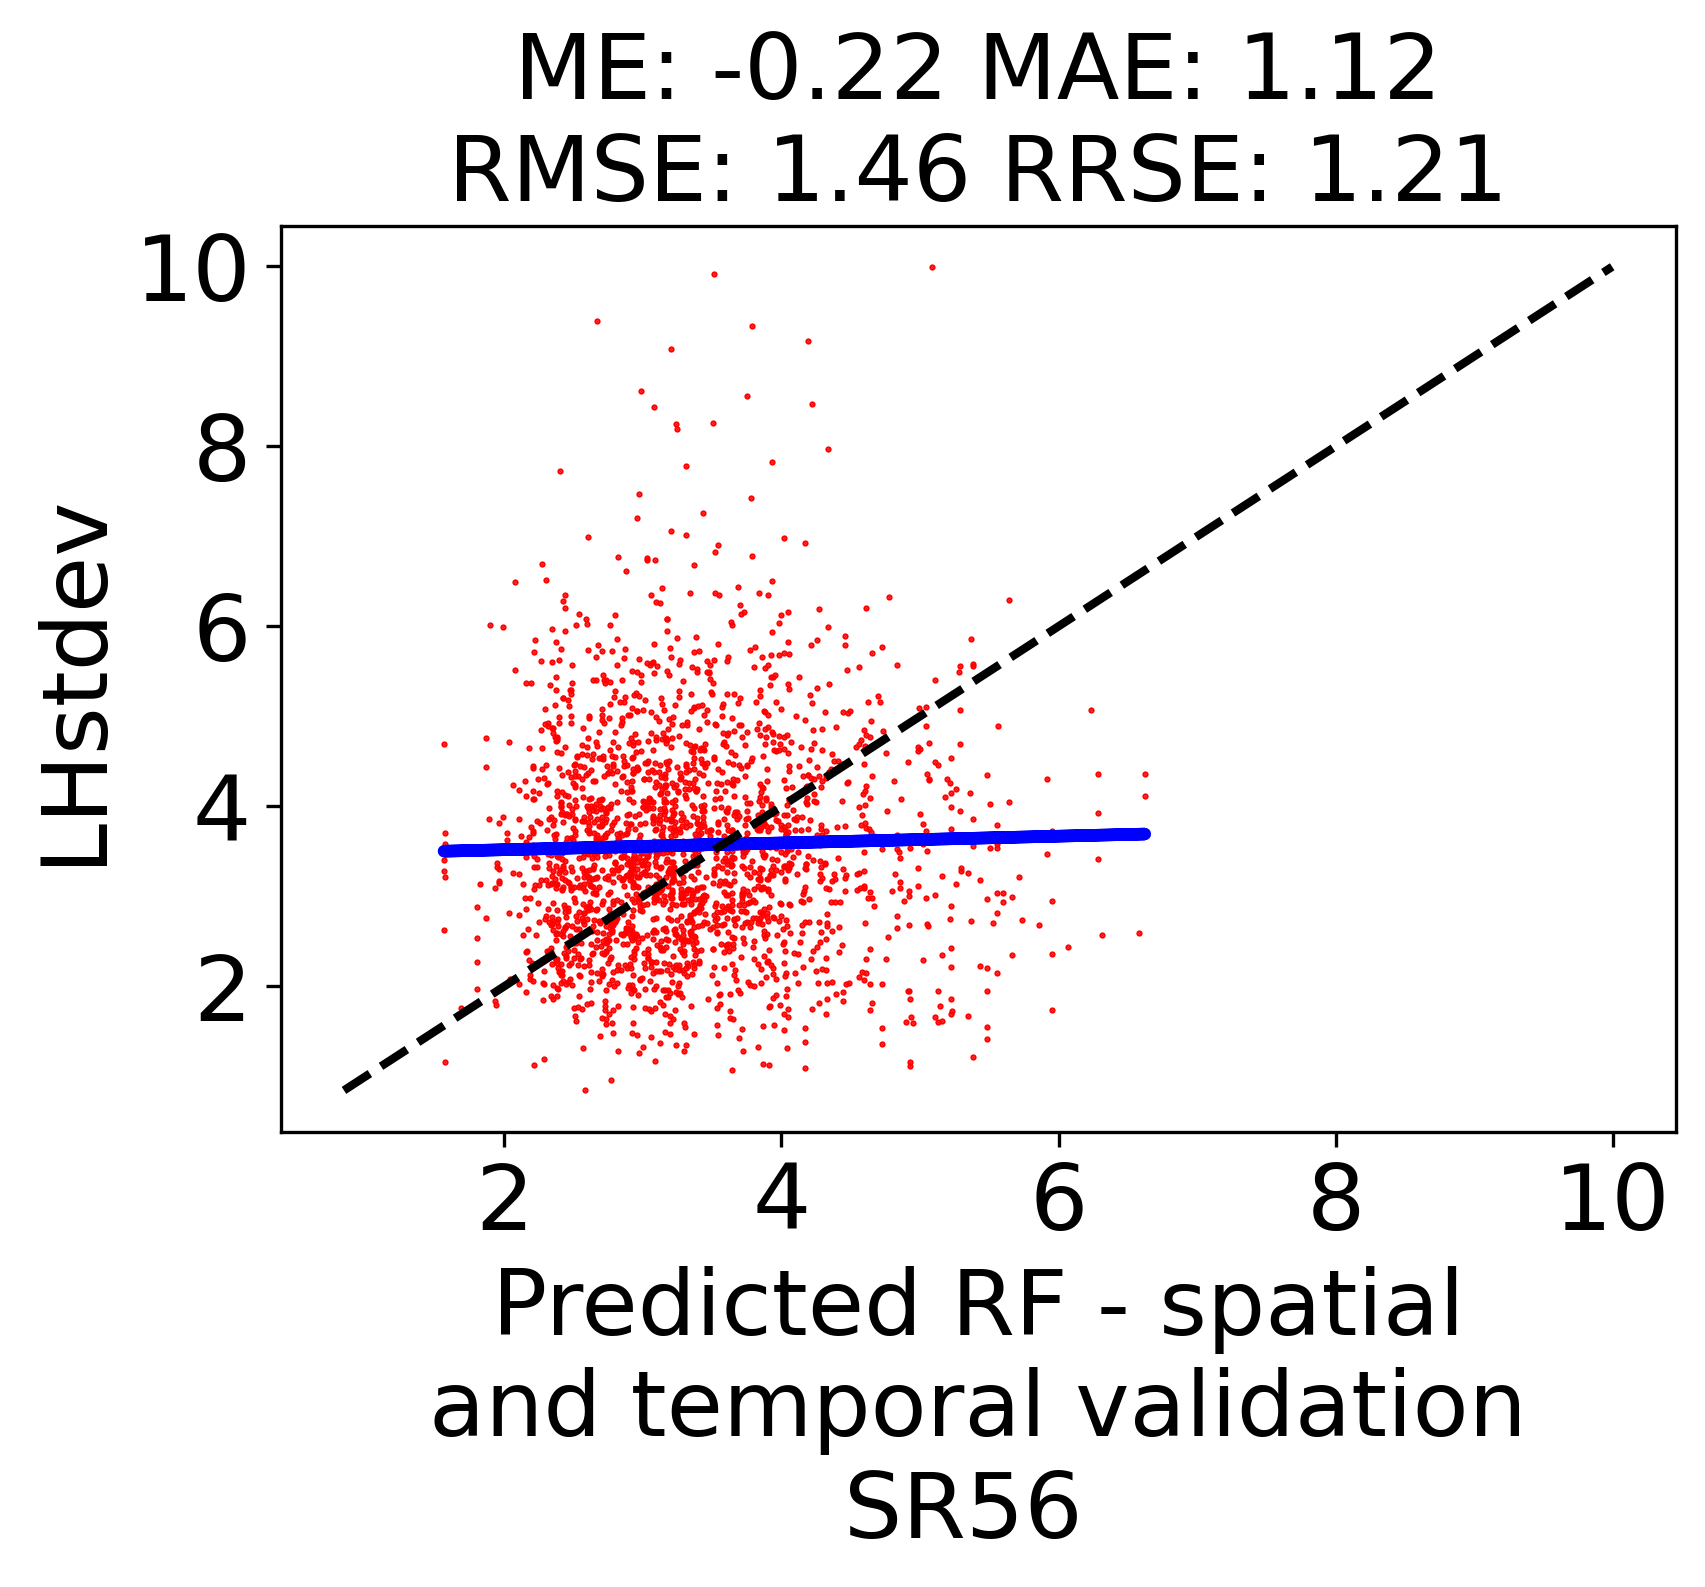 ME: -0.22 MAE: 1.12
RMSE: 1.46 RRSE: 1.21
10
8
6
4
2
LHstdev
2 4 6 8 10
Predicted RF - spatial
and temporal validation
SR56